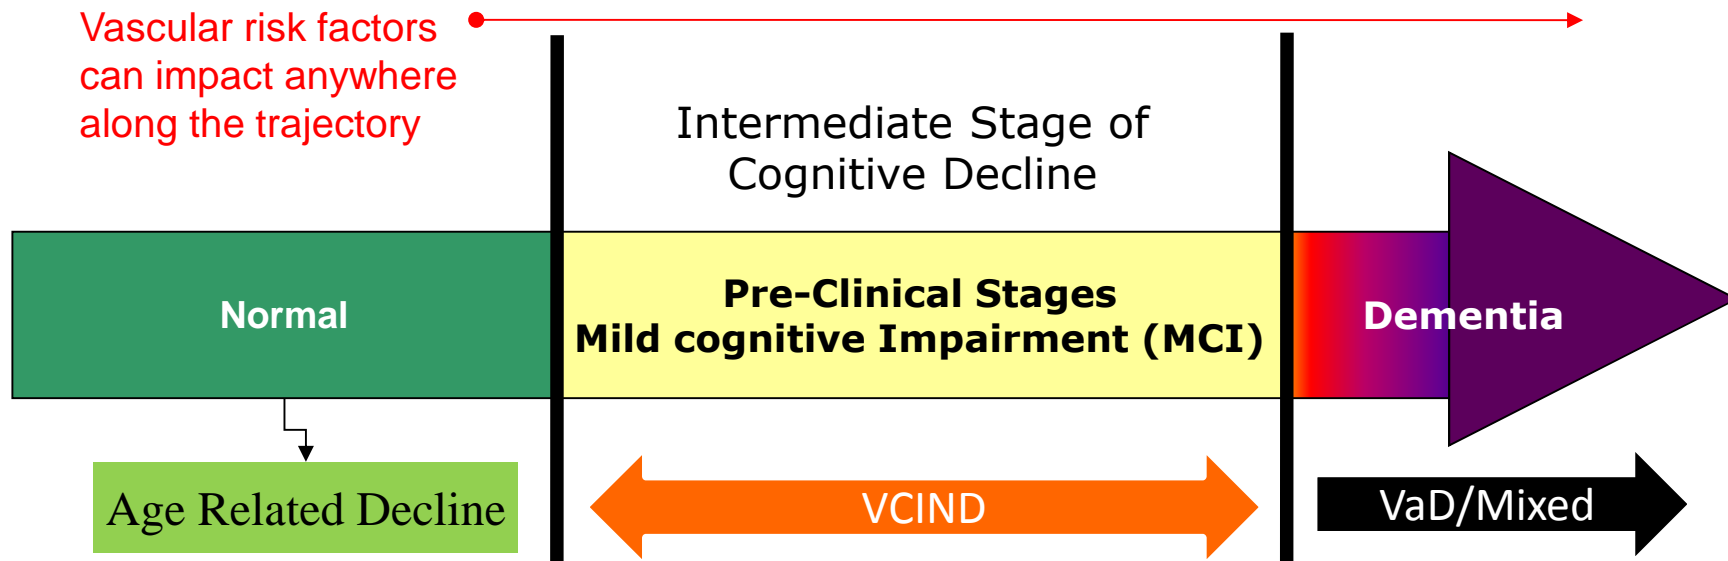 Vascular risk factors
can impact anywhere
along the trajectory
Intermediate Stage of
Cognitive Decline
Normal
Pre-Clinical Stages
Mild cognitive Impairment (MCI)
Dementia
Age Related Decline
VCIND
VaD/Mixed